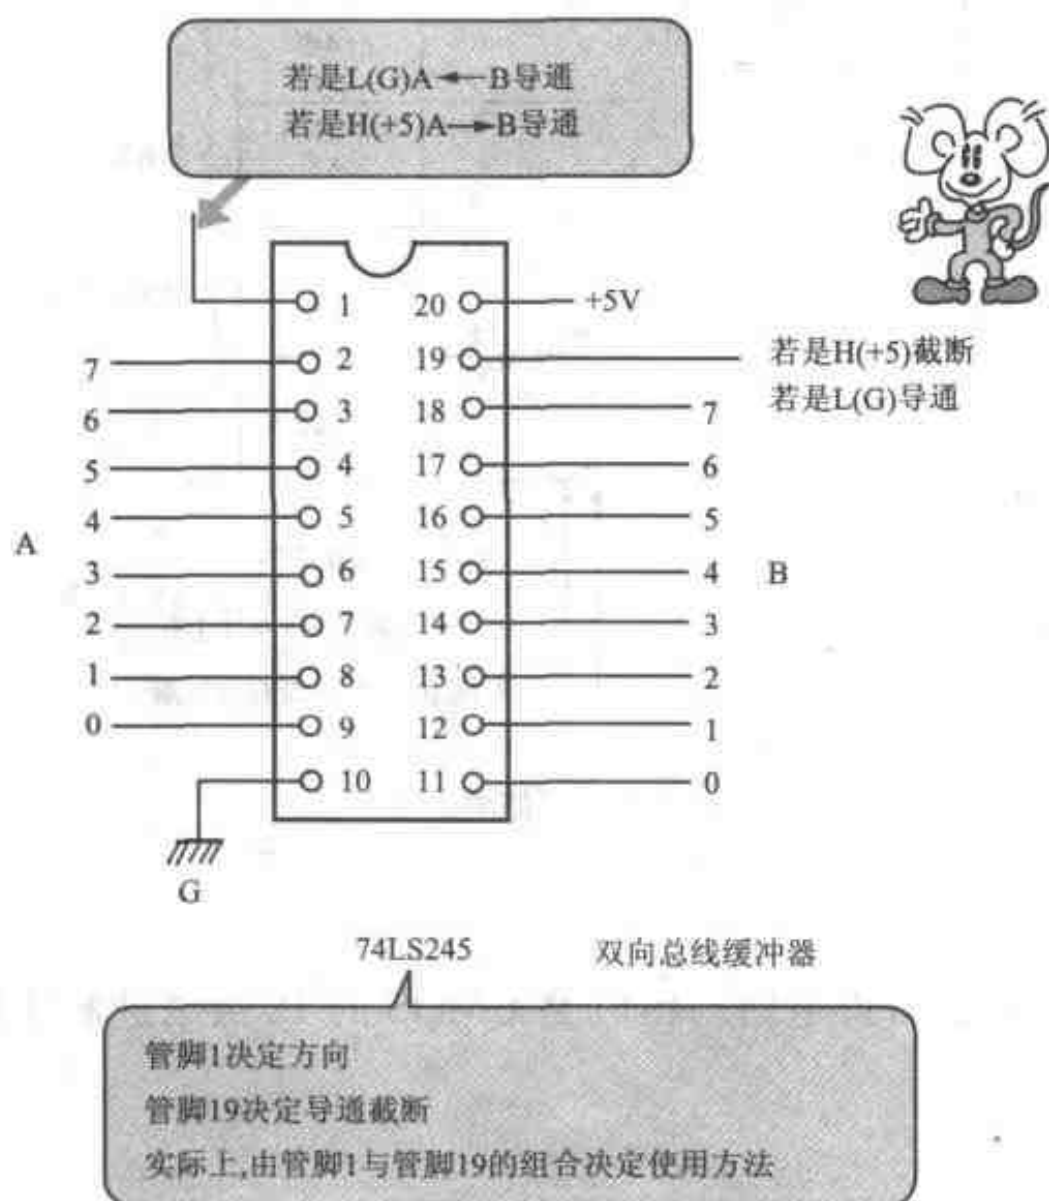 若是L(G)A←B导通
若是H(+5)A→B导通
1 20 +5V
2 19
7
若是H(+5)截断
若是L(G)导通
6 3 18 7
5 4 17 6
4 5 16 5
A
3 6 15 4 B
2 7 14 3
1 8 13 2
0 9 12 1
10 11 0
G
74LS245 双向总线缓冲器
管脚1决定方向
管脚19决定导通截断
实际上,由管脚1与管脚19的组合决定使用方法